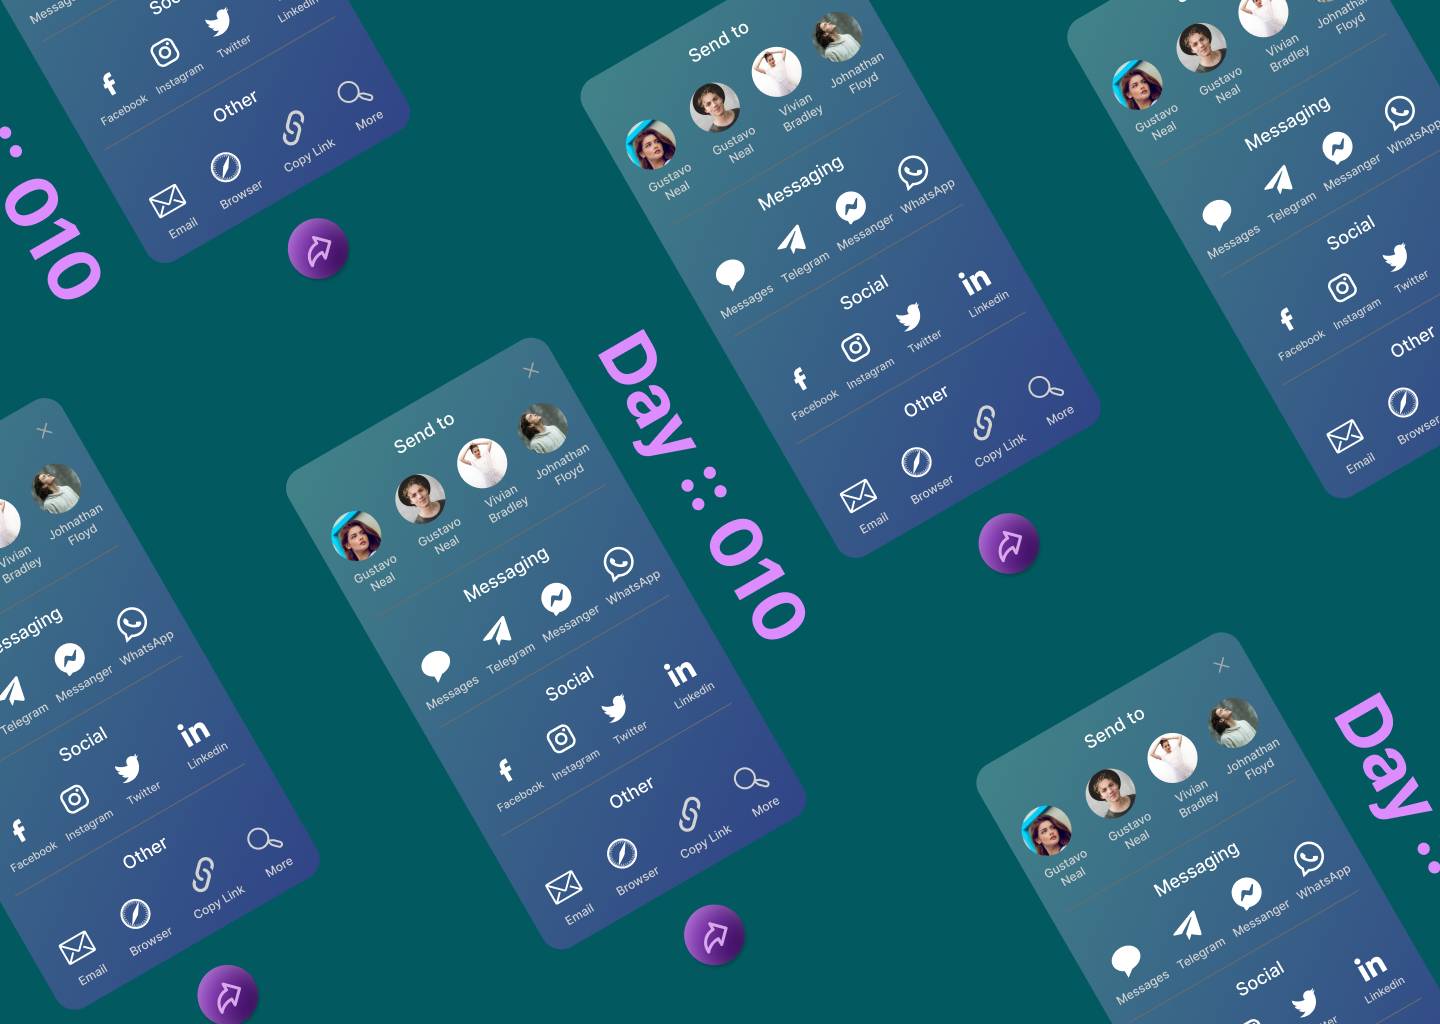 Messages
Linkedin
Facebook
Instagram
Twitter
Other
Email
Browser
Copy Link
More
010
Send to
Gustavo
Neal
Gustavo
Neal
Vivian
Bradley
Johnathan
Floyd
Messaging
Messages
Telegram
Messanger
WhatsApp
Social
Facebook
Instagram
Twitter
Linkedin
Other
Email
Browser
Copy Link
More
Gustavo
Neal
Gustavo
Neal
Vivian
Bradley
Floyd
Messaging
Messages
Telegram
Messanger
WhatsApp
Social
Facebook
Instagram
Twitter
Other
Email
Browser
Vivian
Bradley
Johnathan
Floyd
Telegram
Messanger
WhatsApp
Social
Facebook
Instagram
Twitter
Linkedin
Other
Email
Browser
Copy Link
More
Send to
Gustavo
Neal
Gustavo
Neal
Vivian
Bradley
Johnathan
Floyd
Messaging
Messages
Telegram
Messanger
WhatsApp
Social
Facebook
Instagram
Twitter
Linkedin
Other
Email
Browser
Copy Link
More
Day :: 010
Send to
Gustavo
Neal
Gustavo
Neal
Vivian
Bradley
Johnathan
Floyd
Messaging
Messages
Telegram
Messanger
WhatsApp
Social
Linkedin
Day :